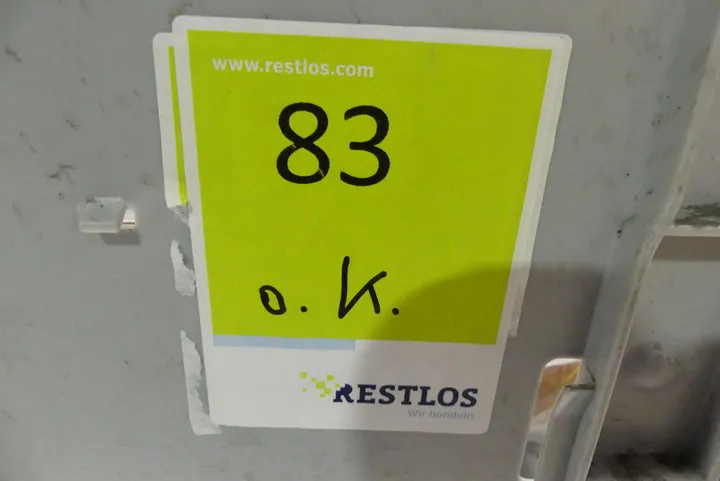 www.restlos.com
83
o. K.
RESTLOS
Wir handeln.